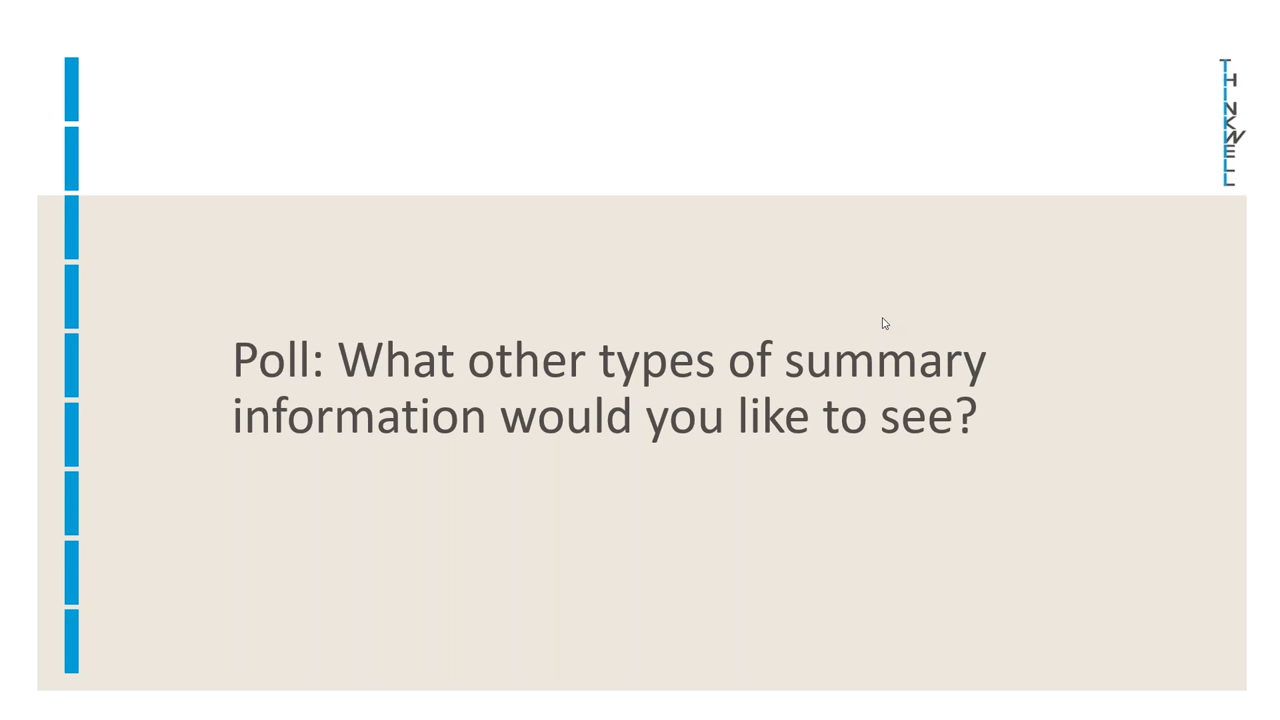 THINKWELL
Poll: What other types of summary
information would you like to see?